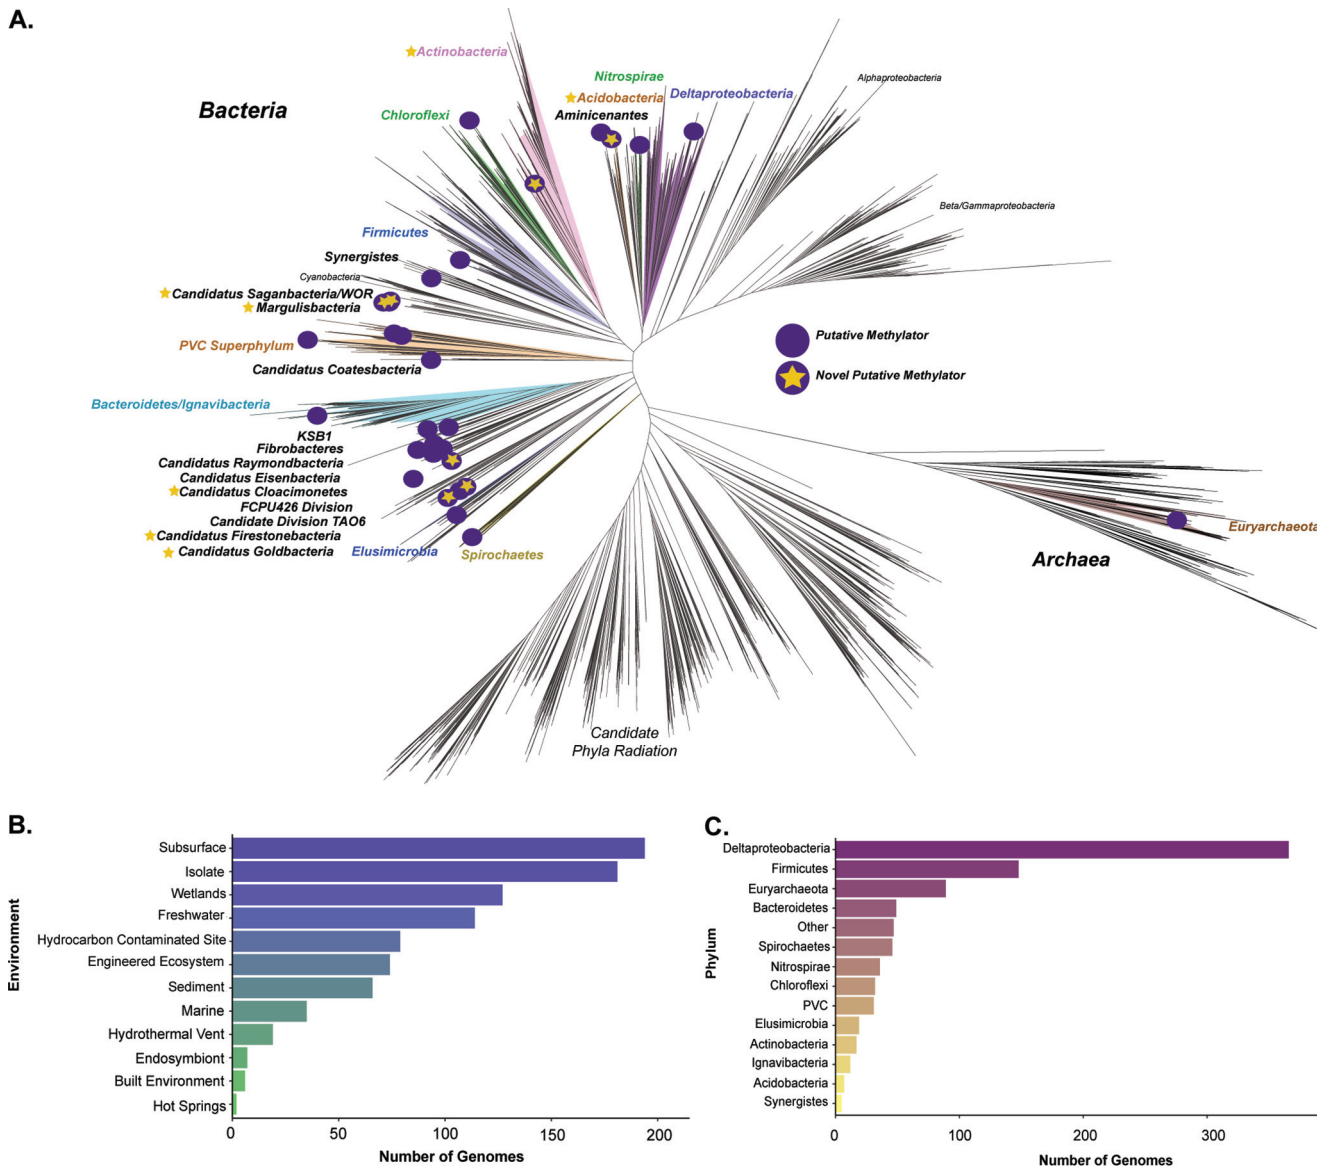 A.
Actinobacteria
Nitrospirae
Acidobacteria
Deltaproteobacteria
Alphaproteobacteria
Bacteria
Chloroflexi
Aminicenantes
Beta/Gammaproteobacteria
Firmicutes
Synergistes
Cyanobacteria
Candidatus Saganbacteria/WOR
Margulisbacteria
PVC Superphylum
Candidatus Coatesbacteria
Putative Methylator
Novel Putative Methylator
Bacteroidetes/Ignavibacteria
KSB1
Fibrobacteres
Candidatus Raymondbacteria
Candidatus Eisenbacteria
Candidatus Cloacimonetes
FCPU426 Division
Candidate Division TAO6
Candidatus Firestonebacteria
Candidatus Goldbacteria
Elusimicrobia
Spirochaetes
Euryarchaeota
Archaea
Candidate
Phyla Radiation
B.
Environment
Subsurface
Isolate
Wetlands
Freshwater
Hydrocarbon Contaminated Site
Engineered Ecosystem
Sediment
Marine
Hydrothermal Vent
Endosymbiont
Built Environment
Hot Springs
0 50 100 150 200
Number of Genomes
C.
Phylum
Deltaproteobacteria
Firmicutes
Euryarchaeota
Bacteroidetes
Other
Spirochaetes
Nitrospirae
Chloroflexi
PVC
Elusimicrobia
Actinobacteria
Ignavibacteria
Acidobacteria
Synergistes
0 100 200 300
Number of Genomes